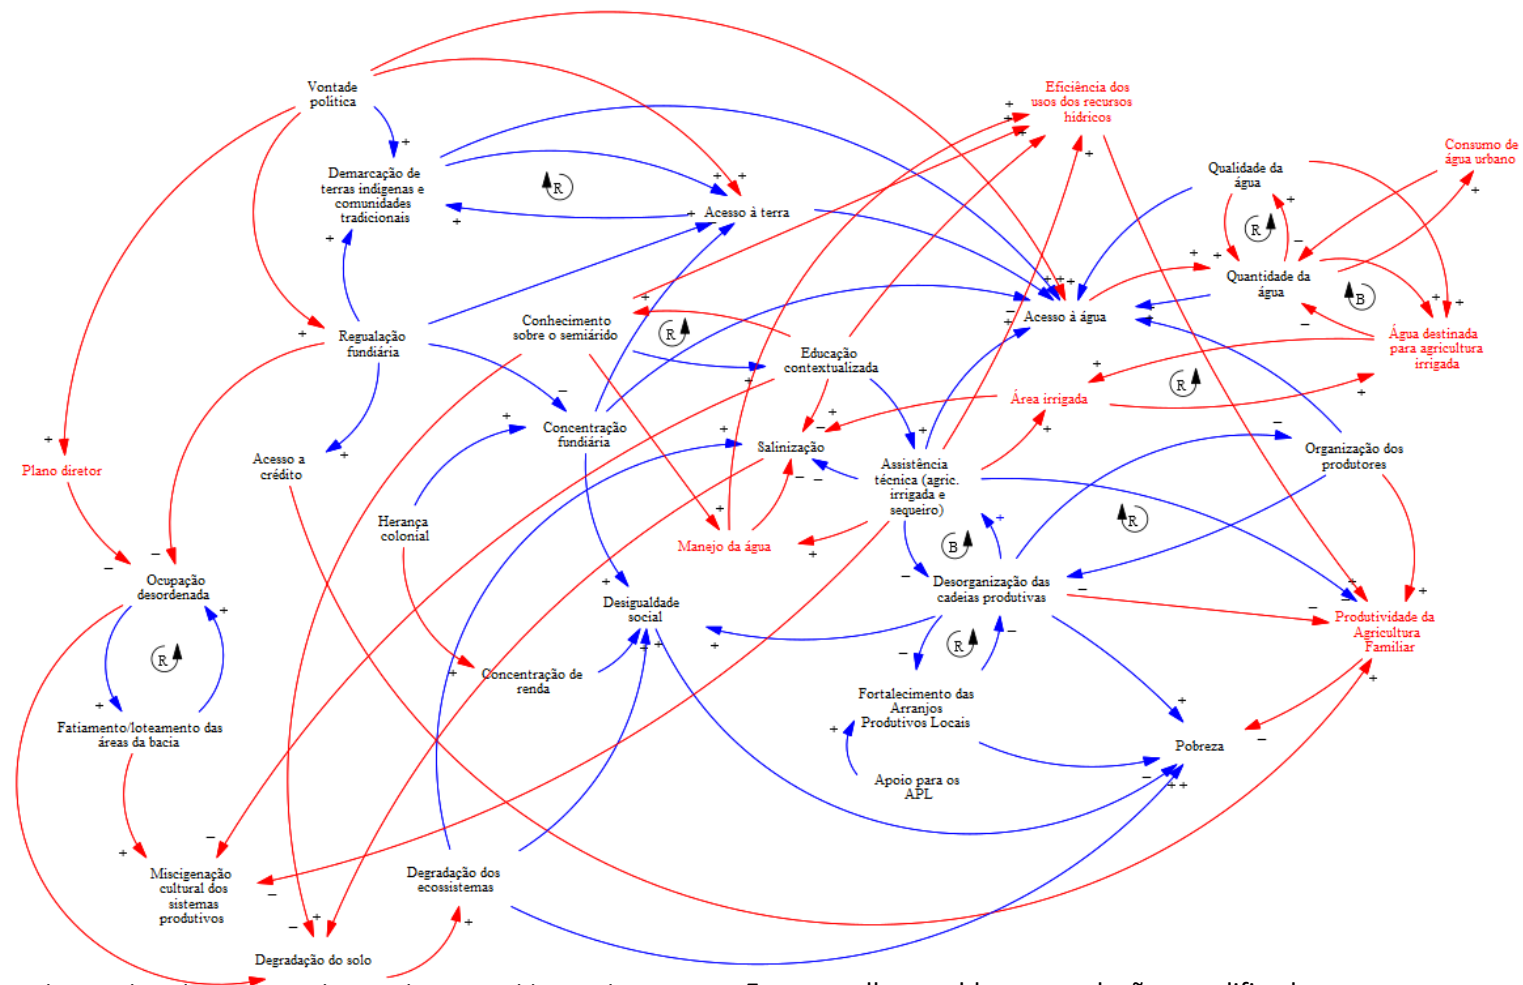 Vontade
política
Eficiência dos
usos dos recursos
hídricos
Consumo de
água urbano
Qualidade da
água
Demarcação de
terras indígenas e
comunidades
tradicionais
R
Acesso à terra
R
Quantidade da
água
B
Acesso à água
Conhecimento
sobre o semiárido
R
Regualação
fundiária
Educação
contextualizada
Água destinada
para agricultura
irrigada
R
Área irrigada
Concentração
fundiária
Salinização
Organização dos
produtores
Plano diretor
Acesso a
crédito
Assistência
técnica (agric.
irrigada e
sequeiro)
Herança
colonial
R
Manejo da água
B
Ocupação
desordenada
Desorganização das
cadeias produtivas
Desigualdade
social
Produtividade da
Agricultura
Familiar
R
R
Concentração de
renda
Fortalecimento das
Arranjos
Produtivos Locais
Fatiamento/loteamento das
áreas da bacia
Pobreza
Apoio para os
APL
Miscigenação
cultural dos
sistemas
produtivos
Degradação dos
ecossistemas
Degradação do solo